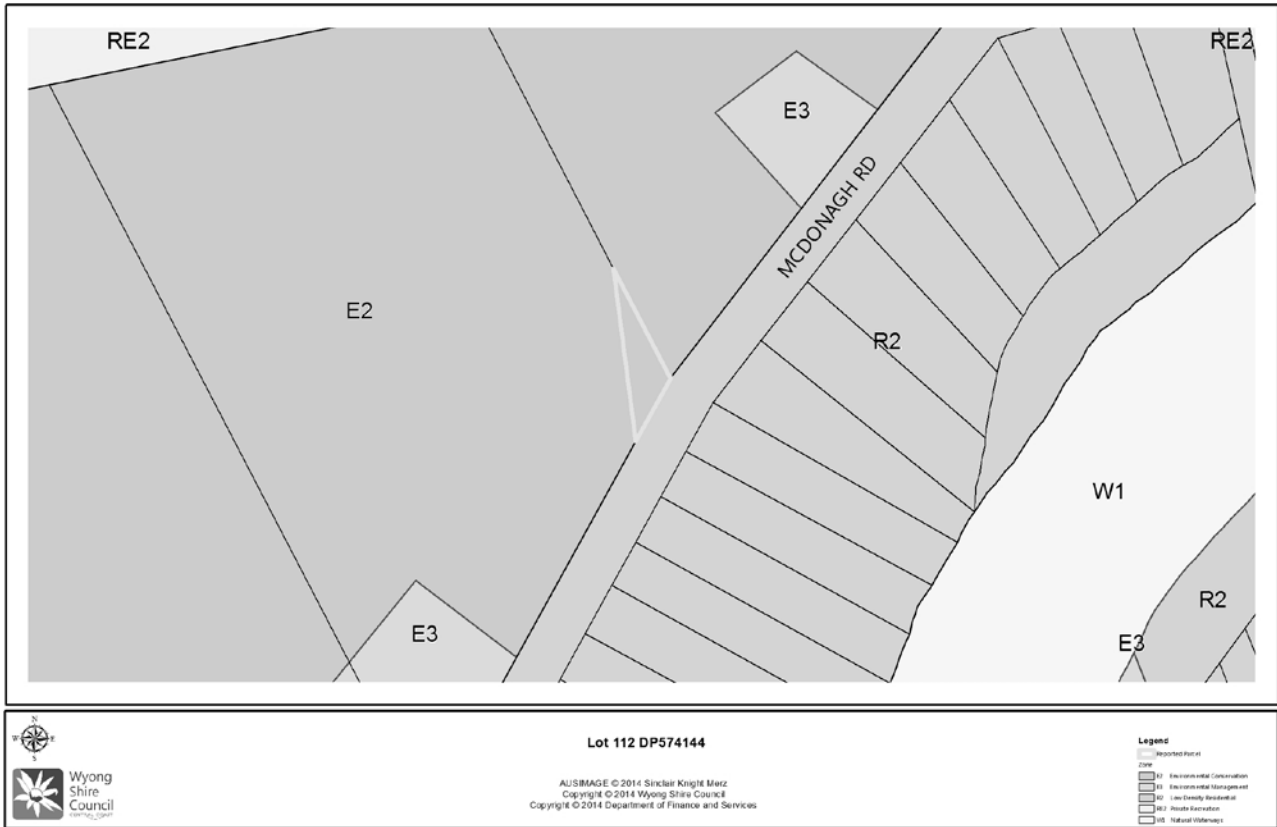 RE2
RE2
E3
MCDONAGH RD
E2
R2
W1
R2
E3
E3
N
W E
S
Wyong
Shire
Council
CENTRAL COAST
Lot 112 DP574144
AUSIMAGE © 2014 Sinclair Knight Merz
Copyright © 2014 Wyong Shire Council
Copyright © 2014 Department of Finance and Services
Legend
Reported Parcel
Zone
E2 Environmental Conservation
E3 Environmental Management
R2 Low Density Residential
RE2 Private Recreation
W1 Natural Waterways